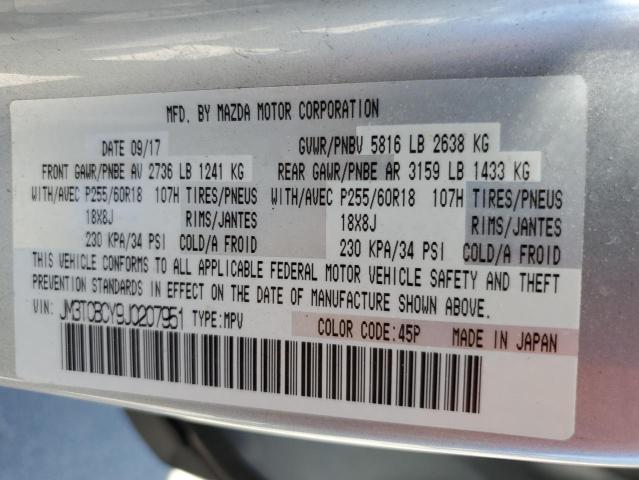 MFD. BY MAZDA MOTOR CORPORATION
DATE 09/17 GVWR/PNBV 5816 LB 2638 KG
FRONT GAWR/PNBE AV 2736 LB 1241 KG REAR GAWR/PNBE AR 3159 LB 1433 KG
WITH/AVEC P255/60R18 107H TIRES/PNEUS WITH/AVEC P255/60R18 107H TIRES/PNEUS
18X8J RIMS/JANTES 18X8J RIMS/JANTES
230 KPA/34 PSI COLD/A FROID 230 KPA/34 PSI COLD/A FROID
THIS VEHICLE CONFORMS TO ALL APPLICABLE FEDERAL MOTOR VEHICLE SAFETY AND THEFT
PREVENTION STANDARDS IN EFFECT ON THE DATE OF MANUFACTURE SHOWN ABOVE.
VIN: JM3TCBCY9J0207951 TYPE:MPV COLOR CODE:45P MADE IN JAPAN